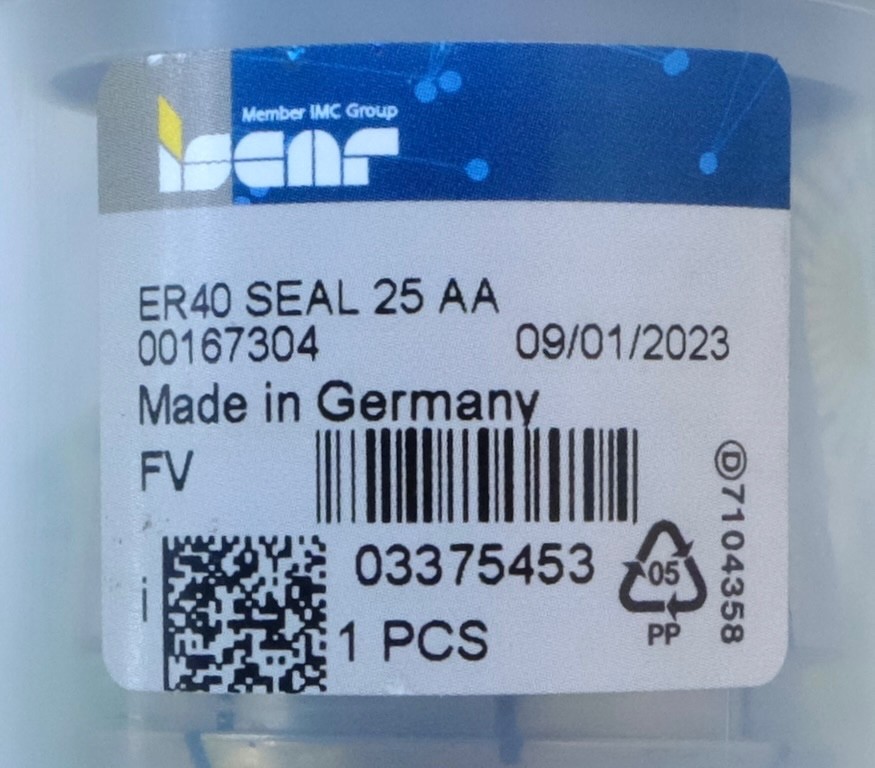 Member IMC Group
iscar
ER40 SEAL 25 AA
00167304 09/01/2023
Made in Germany
FV
03375453
i
1 PCS
05
PP
Ⓓ7104358